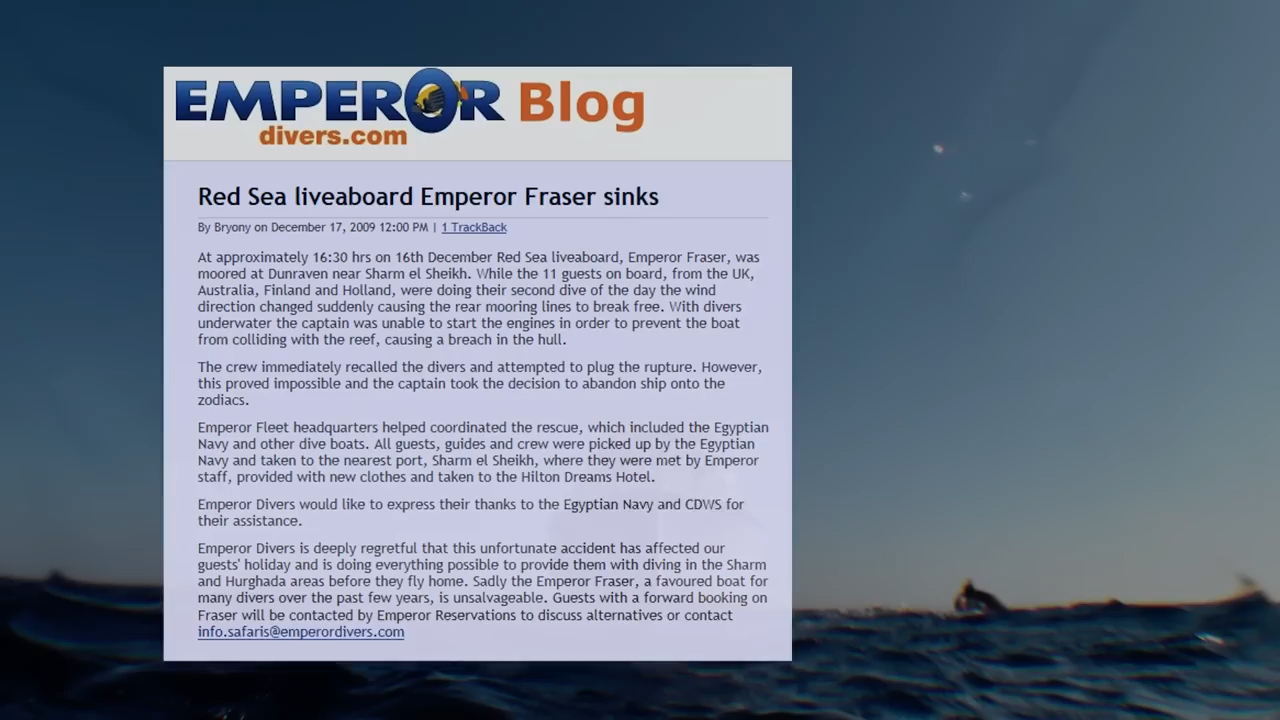 EMPEROR Blog
divers.com
Red Sea liveaboard Emperor Fraser sinks
By Bryony on December 17, 2009 12:00 PM | 1 TrackBack
At approximately 16:30 hrs on 16th December Red Sea liveaboard, Emperor Fraser, was
moored at Dunraven near Sharm el Sheikh. While the 11 guests on board, from the UK,
Australia, Finland and Holland, were doing their second dive of the day the wind
direction changed suddenly causing the rear mooring lines to break free. With divers
underwater the captain was unable to start the engines in order to prevent the boat
from colliding with the reef, causing a breach in the hull.
The crew immediately recalled the divers and attempted to plug the rupture. However,
this proved impossible and the captain took the decision to abandon ship onto the
zodiacs.
Emperor Fleet headquarters helped coordinated the rescue, which included the Egyptian
Navy and other dive boats. All guests, guides and crew were picked up by the Egyptian
Navy and taken to the nearest port, Sharm el Sheikh, where they were met by Emperor
staff, provided with new clothes and taken to the Hilton Dreams Hotel.
Emperor Divers would like to express their thanks to the Egyptian Navy and CDWS for
their assistance.
Emperor Divers is deeply regretful that this unfortunate accident has affected our
guests' holiday and is doing everything possible to provide them with diving in the Sharm
and Hurghada areas before they fly home. Sadly the Emperor Fraser, a favoured boat for
many divers over the past few years, is unsalvageable. Guests with a forward booking on
Fraser will be contacted by Emperor Reservations to discuss alternatives or contact
info.safaris@emperordivers.com